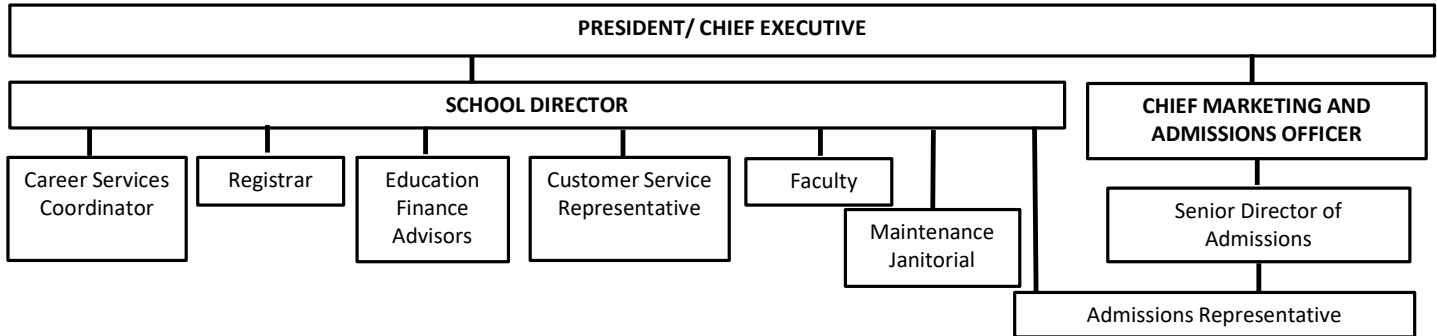 PRESIDENT/ CHIEF EXECUTIVE
SCHOOL DIRECTOR
CHIEF MARKETING AND
ADMISSIONS OFFICER
Career Services
Coordinator
Registrar
Education
Finance
Advisors
Customer Service
Representative
Faculty
Maintenance
Janitorial
Senior Director of
Admissions
Admissions Representative